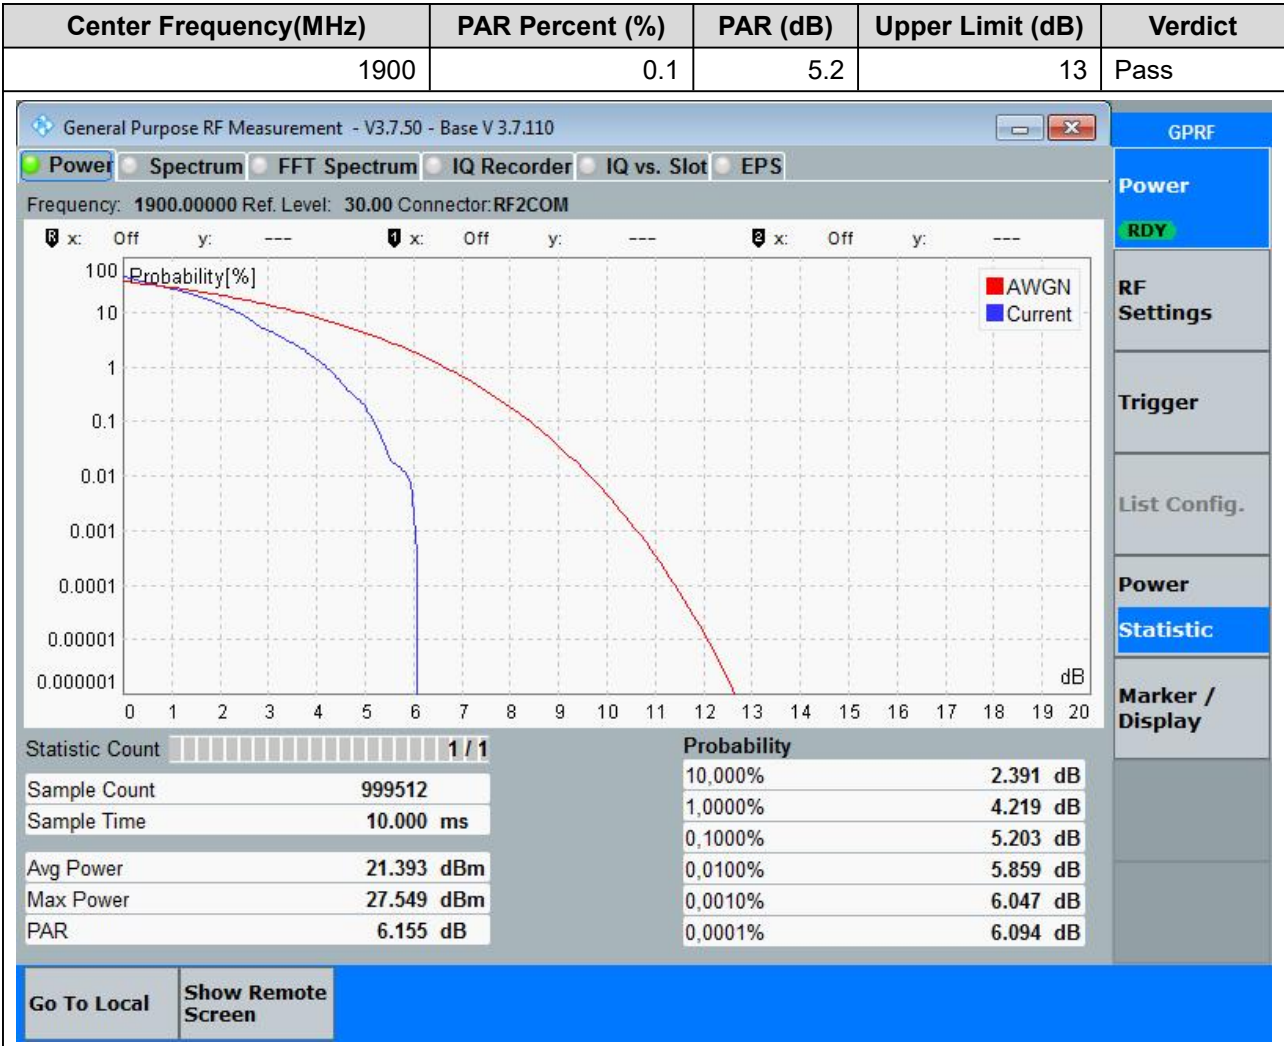 Center Frequency(MHz) PAR Percent (%) PAR (dB) Upper Limit (dB) Verdict
1900 0.1 5.2 13 Pass
General Purpose RF Measurement - V3.7.50 - Base V 3.7.110
GPRF
Power Spectrum FFT Spectrum IQ Recorder IQ vs. Slot EPS
Frequency: 1900.00000 Ref. Level: 30.00 Connector:RF2COM
R x: Off y: --- 1 x: Off y: --- 2 x: Off y: ---
Probability[%]
100
10
1
0.1
0.01
0.001
0.0001
0.00001
0.000001
AWGN
Current
dB
0 1 2 3 4 5 6 7 8 9 10 11 12 13 14 15 16 17 18 19 20
Statistic Count 1 / 1
Sample Count 999512
Sample Time 10.000 ms
Avg Power 21.393 dBm
Max Power 27.549 dBm
PAR 6.155 dB
Probability
10,000% 2.391 dB
1,0000% 4.219 dB
0,1000% 5.203 dB
0,0100% 5.859 dB
0,0010% 6.047 dB
0,0001% 6.094 dB
Power
RDY
RF
Settings
Trigger
List Config.
Power
Statistic
Marker /
Display
Go To Local
Show Remote
Screen